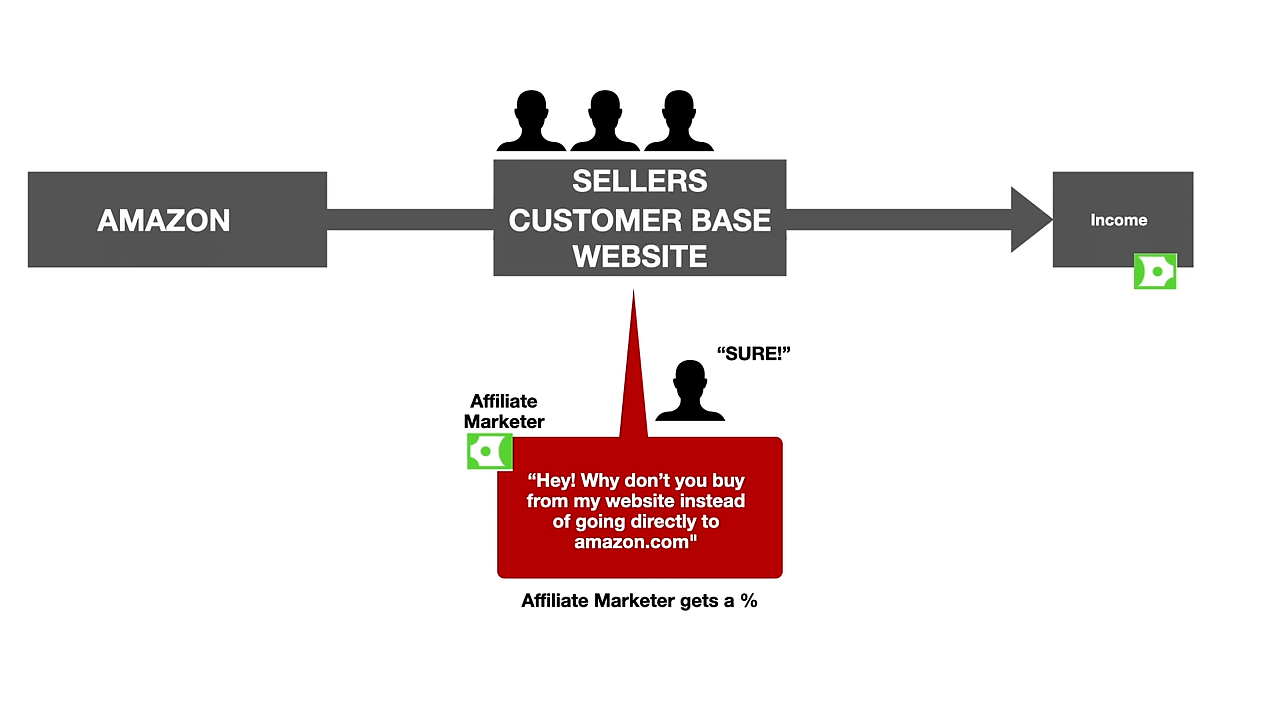 AMAZON
SELLERS
CUSTOMER BASE
WEBSITE
Income
“SURE!”
Affiliate
Marketer
“Hey! Why don’t you buy
from my website instead
of going directly to
amazon.com"
Affiliate Marketer gets a %